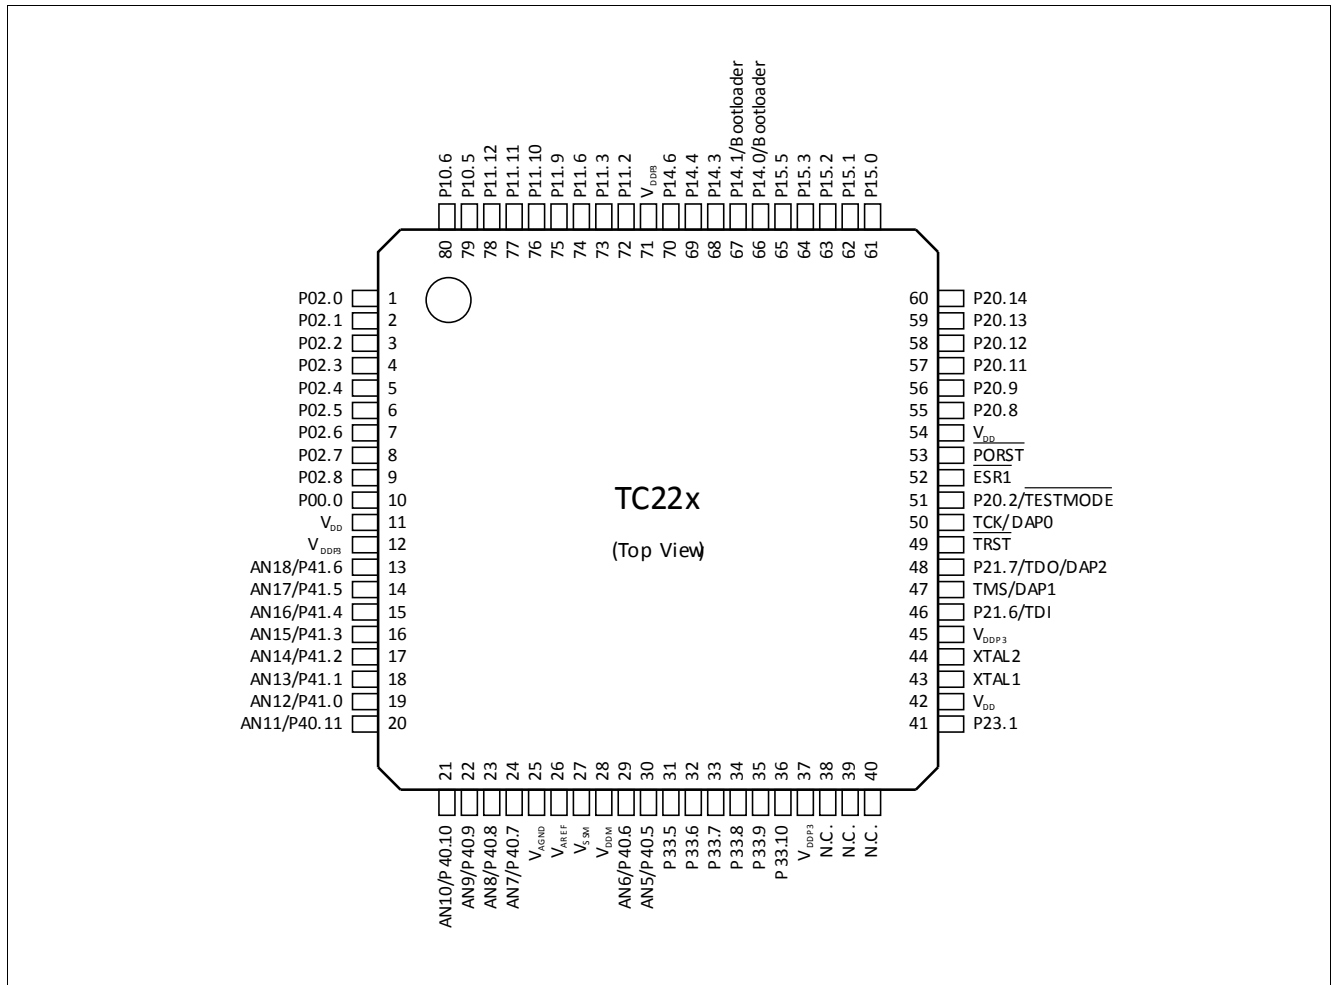 P10.6
P10.5
P11.12
P11.11
P11.10
P11.9
P11.6
P11.3
P11.2
VDDP3
P14.6
P14.4
P14.3
P14.1/Bootloader
P14.0/Bootloader
P15.5
P15.3
P15.2
P15.1
P15.0
80
79
78
77
76
75
74
73
72
71
70
69
68
67
66
65
64
63
62
61
P02.0 1
P02.1 2
P02.2 3
P02.3 4
P02.4 5
P02.5 6
P02.6 7
P02.7 8
P02.8 9
P00.0 10
VDD 11
VDDP3 12
AN18/P41.6 13
AN17/P41.5 14
AN16/P41.4 15
AN15/P41.3 16
AN14/P41.2 17
AN13/P41.1 18
AN12/P41.0 19
AN11/P40.11 20
TC22x
(Top View)
60 P20.14
59 P20.13
58 P20.12
57 P20.11
56 P20.9
55 P20.8
54 VDD
53 PORST
52 ESR1
51 P20.2/TESTMODE
50 TCK/DAP0
49 TRST
48 P21.7/TDO/DAP2
47 TMS/DAP1
46 P21.6/TDI
45 VDDP3
44 XTAL2
43 XTAL1
42 VDD
41 P23.1
21
22
23
24
25
26
27
28
29
30
31
32
33
34
35
36
37
38
39
40
AN10/P40.10
AN9/P40.9
AN8/P40.8
AN7/P40.7
VAGND
VAREF
VSSM
VDDM
AN6/P40.6
AN5/P40.5
P33.5
P33.6
P33.7
P33.8
P33.9
P33.10
VDDP3
N.C.
N.C.
N.C.